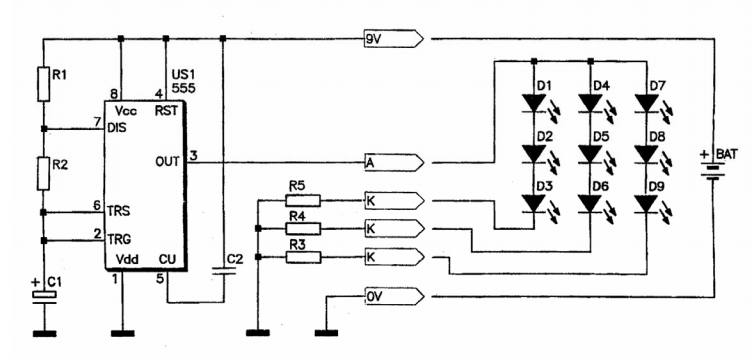 9V
R1
US1
555
8
4
Vcc
RST
7
DIS
R2
OUT
3
A
6
TRS
2
TRG
Vdd
CU
1
5
+
C1
C2
R5
K
R4
K
R3
K
0V
D1
D4
D7
D2
D5
D8
D3
D6
D9
+
BAT